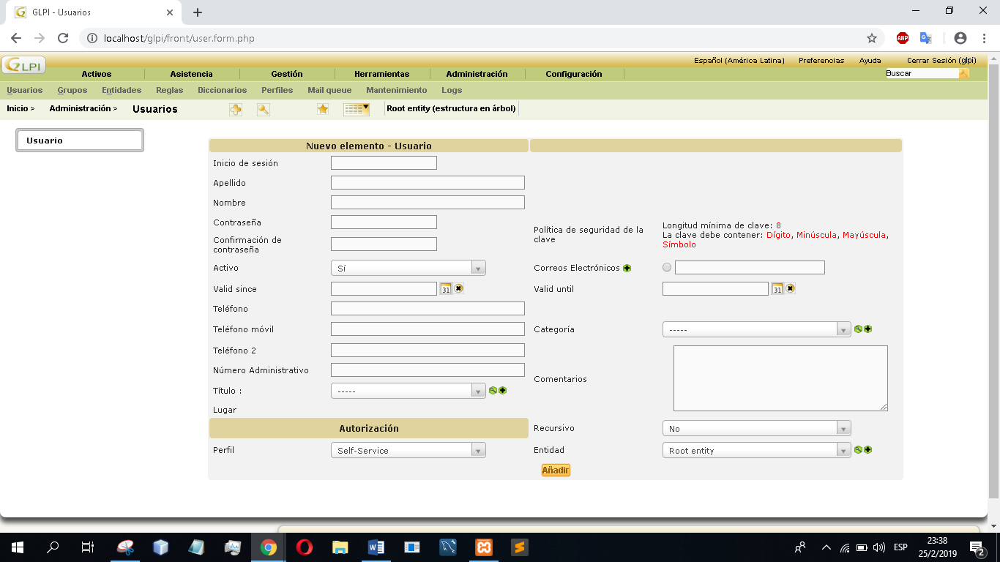 GLPI - Usuarios
localhost/glpi/front/user.form.php
ABP
GLPI
Español (América Latina) Preferencias Ayuda Cerrar Sesión (glpi)
Activos Asistencia Gestión Herramientas Administración Configuración
Buscar
Usuarios Grupos Entidades Reglas Diccionarios Perfiles Mail queue Mantenimiento Logs
Inicio > Administración > Usuarios Root entity (estructura en árbol)
Usuario
Nuevo elemento - Usuario
Inicio de sesión
Apellido
Nombre
Contraseña
Confirmación de
contraseña
Política de seguridad de la
clave
Longitud mínima de clave: 8
La clave debe contener: Dígito, Minúscula, Mayúscula,
Símbolo
Activo Sí
Correos Electrónicos
Valid since 31
Valid until 31
Teléfono
Teléfono móvil
Categoría -----
Teléfono 2
Número Administrativo
Comentarios
Título : -----
Lugar
Autorización
Recursivo No
Perfil Self-Service
Entidad Root entity
Añadir
ESP
23:38
25/2/2019
2